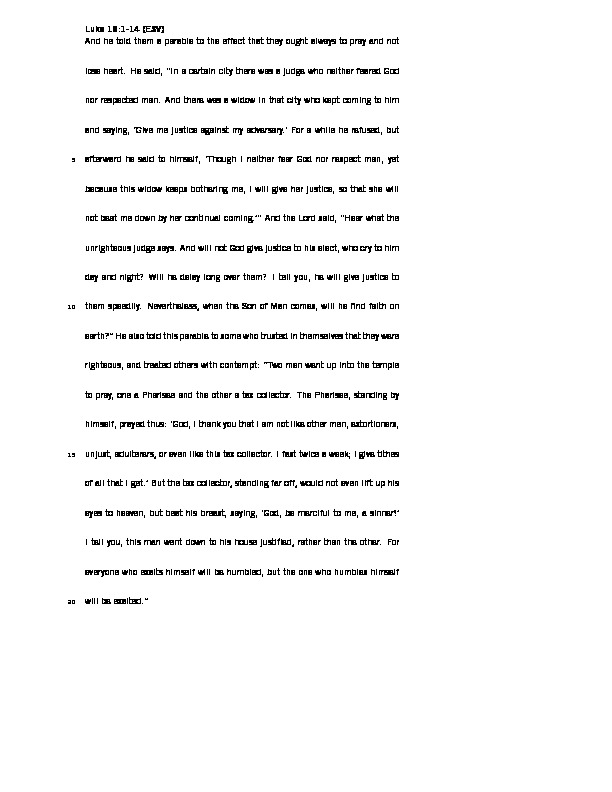 Luke 18:1-14 (ESV)
And he told them a parable to the effect that they ought always to pray and not
lose heart. He said, "In a certain city there was a judge who neither feared God
nor respected man. And there was a widow in that city who kept coming to him
and saying, 'Give me justice against my adversary.' For a while he refused, but
5 afterward he said to himself, 'Though I neither fear God nor respect man, yet
because this widow keeps bothering me, I will give her justice, so that she will
not beat me down by her continual coming.'" And the Lord said, "Hear what the
unrighteous judge says. And will not God give justice to his elect, who cry to him
day and night? Will he delay long over them? I tell you, he will give justice to
10 them speedily. Nevertheless, when the Son of Man comes, will he find faith on
earth?" He also told this parable to some who trusted in themselves that they were
righteous, and treated others with contempt: "Two men went up into the temple
to pray, one a Pharisee and the other a tax collector. The Pharisee, standing by
himself, prayed thus: 'God, I thank you that I am not like other men, extortioners,
15 unjust, adulterers, or even like this tax collector. I fast twice a week; I give tithes
of all that I get.' But the tax collector, standing far off, would not even lift up his
eyes to heaven, but beat his breast, saying, 'God, be merciful to me, a sinner!'
I tell you, this man went down to his house justified, rather than the other. For
everyone who exalts himself will be humbled, but the one who humbles himself
20 will be exalted."